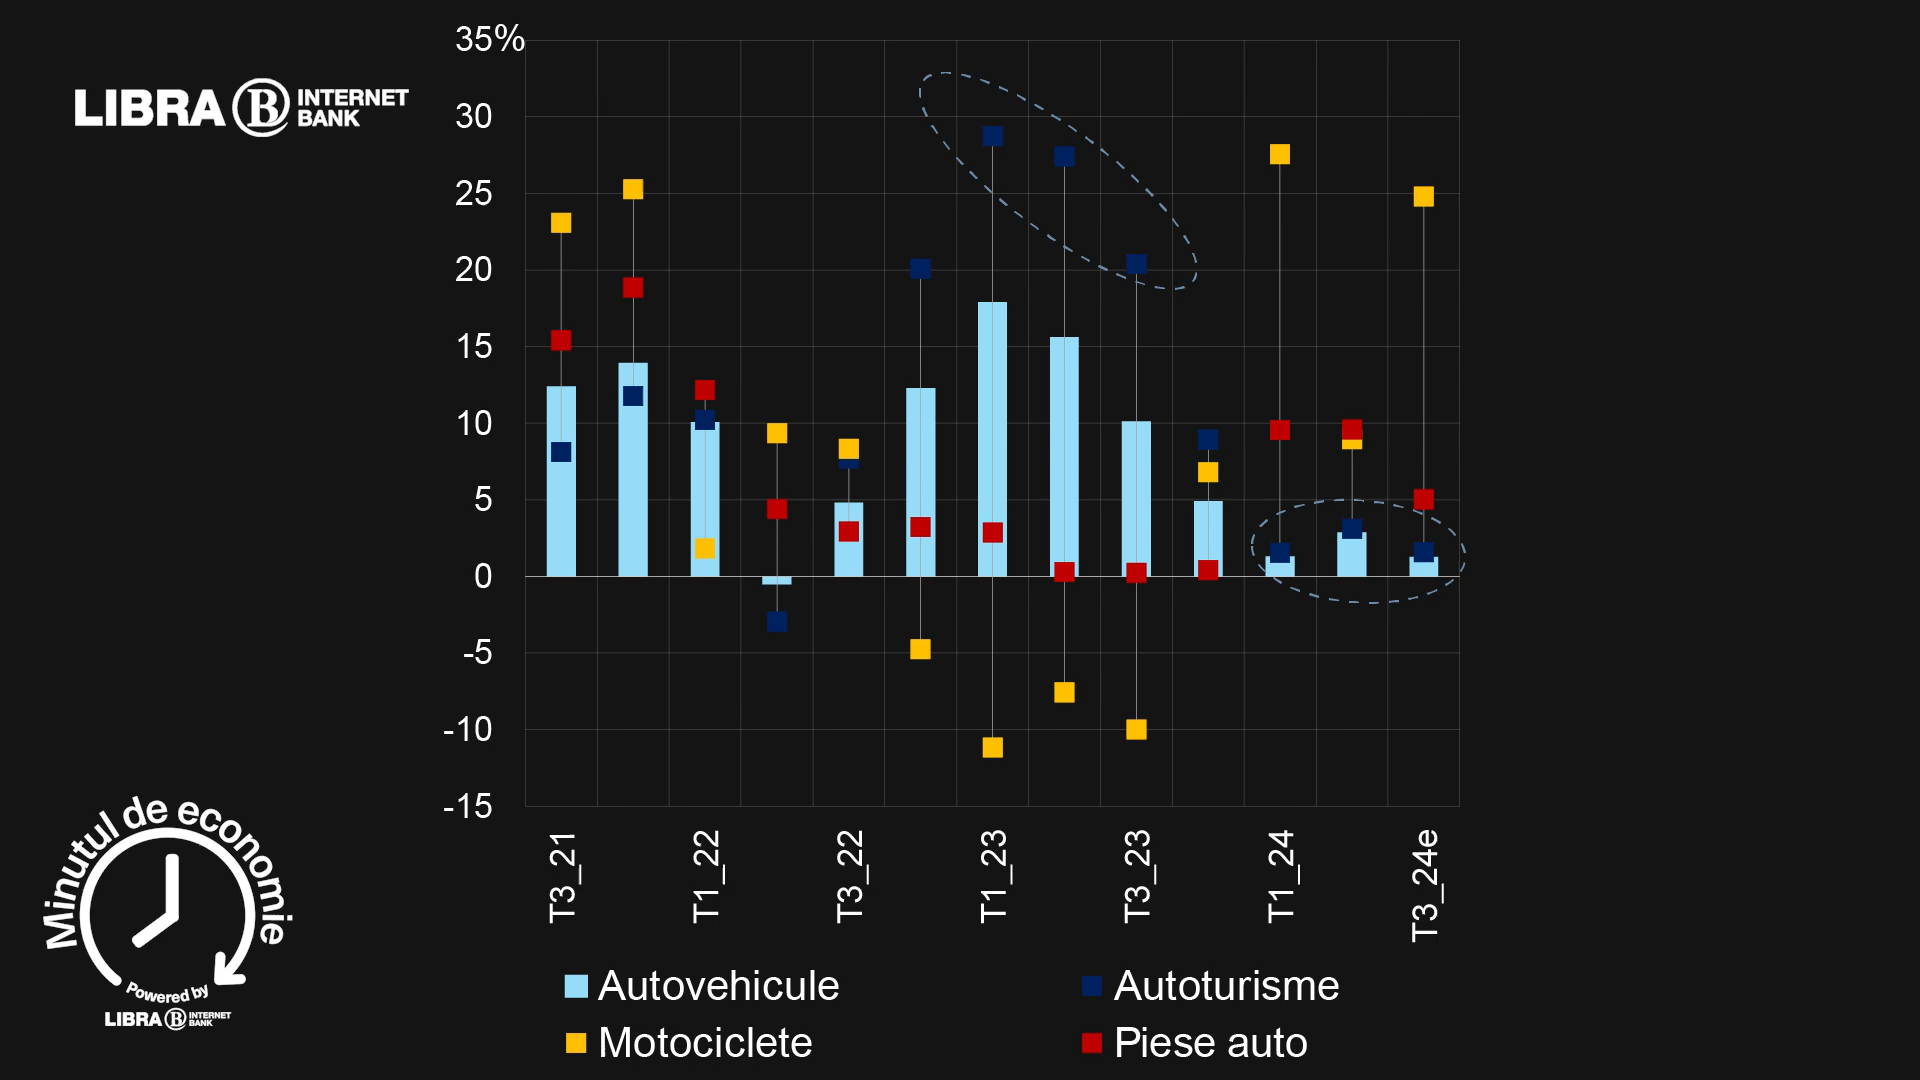 LIBRA B INTERNET BANK
35%
30
25
20
15
10
5
0
-5
-10
-15
T3_21
T1_22
T3_22
T1_23
T3_23
T1_24
T3_24e
Autovehicule
Autoturisme
Motociclete
Piese auto
Minutul de economie
Powered by
LIBRA B INTERNET BANK